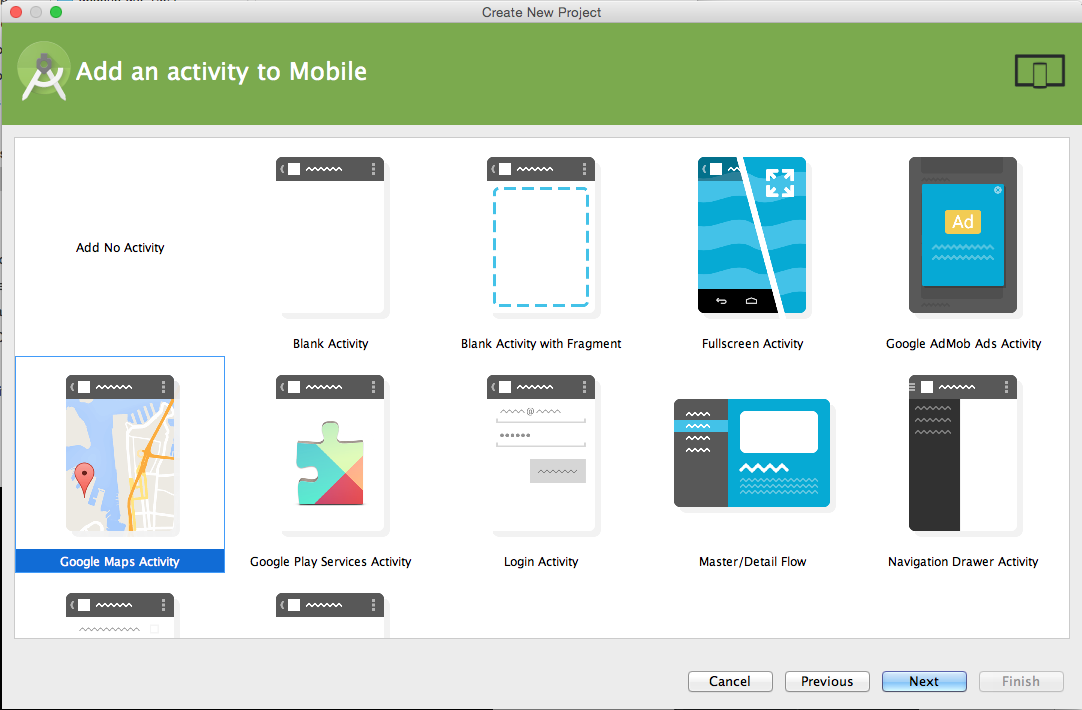 Create New Project
Add an activity to Mobile
Add No Activity
Blank Activity
Blank Activity with Fragment
Fullscreen Activity
Ad
Google AdMob Ads Activity
Google Maps Activity
Google Play Services Activity
@
Login Activity
Master/Detail Flow
Navigation Drawer Activity
Cancel
Previous
Next
Finish